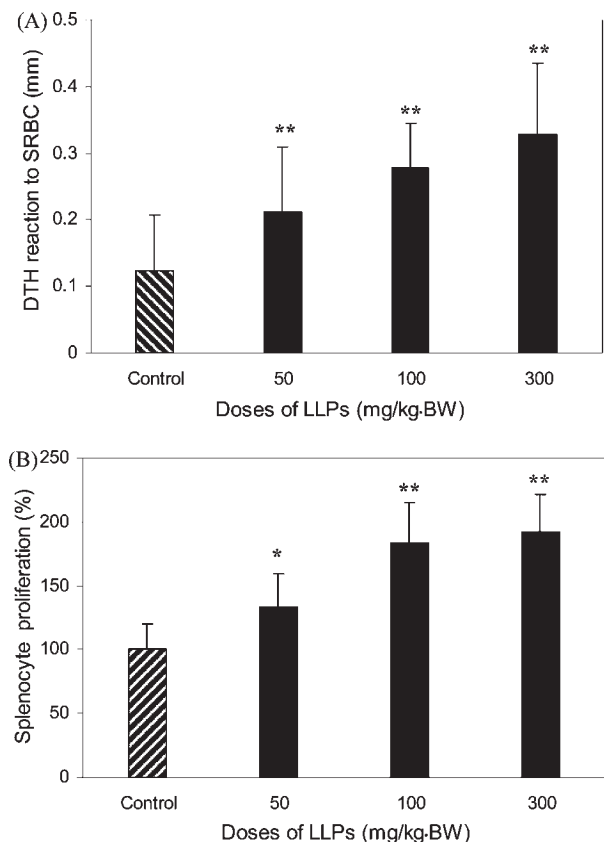 (A)
DTH reaction to SRBC (mm)
0.5
0.4
0.3
0.2
0.1
0
**
**
**
Control 50 100 300
Doses of LLPs (mg/kg·BW)
(B)
Splenocyte proliferation (%)
250
200
150
100
50
0
*
**
**
Control 50 100 300
Doses of LLPs (mg/kg·BW)